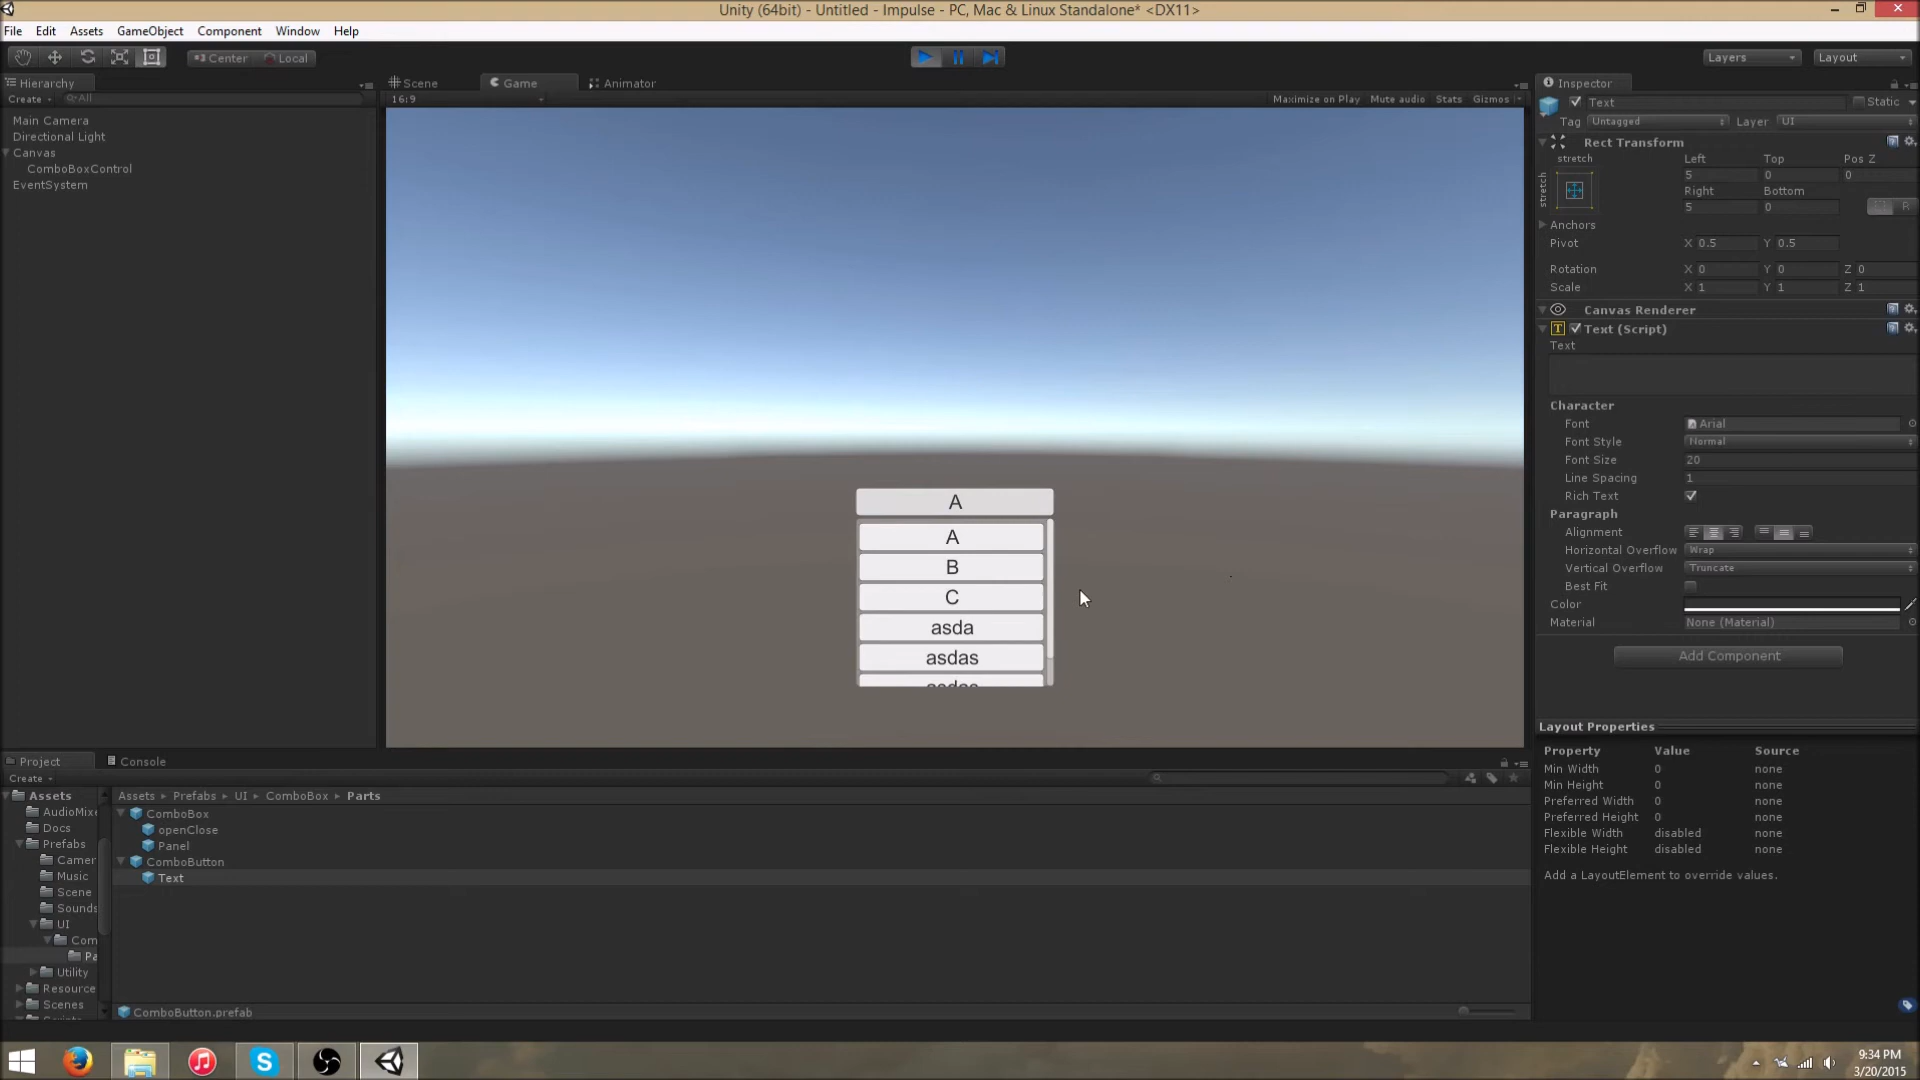 Unity (64bit) - Untitled - Impulse - PC, Mac & Linux Standalone* <DX11>
File Edit Assets GameObject Component Window Help
Center Local Layers Layout
Hierarchy
Create All
Main Camera
Directional Light
Canvas
ComboBoxControl
EventSystem
Scene Game Animator
16:9 Maximize on Play Mute audio Stats Gizmos
A
A
B
C
asda
asdas
Inspector
Text Static
Tag Untagged Layer UI
Rect Transform
stretch Left Top Pos Z
stretch 5 0 0
Right Bottom
5 0 R
Anchors
Pivot X 0.5 Y 0.5
Rotation X 0 Y 0 Z 0
Scale X 1 Y 1 Z 1
Canvas Renderer
Text (Script)
Text
Character
Font Arial
Font Style Normal
Font Size 20
Line Spacing 1
Rich Text
Paragraph
Alignment
Horizontal Overflow Wrap
Vertical Overflow Truncate
Best Fit
Color
Material None (Material)
Add Component
Layout Properties
Property Value Source
Min Width 0 none
Min Height 0 none
Preferred Width 0 none
Preferred Height 0 none
Flexible Width disabled none
Flexible Height disabled none
Add a LayoutElement to override values.
Project Console
Create
Assets
AudioMixe
Docs
Prefabs
Camer
Music
Scene
Sounds
UI
Com
Pa
Utility
Resource
Scenes
Assets Prefabs UI ComboBox Parts
ComboBox
openClose
Panel
ComboButton
Text
ComboButton.prefab
9:34 PM
3/20/2015